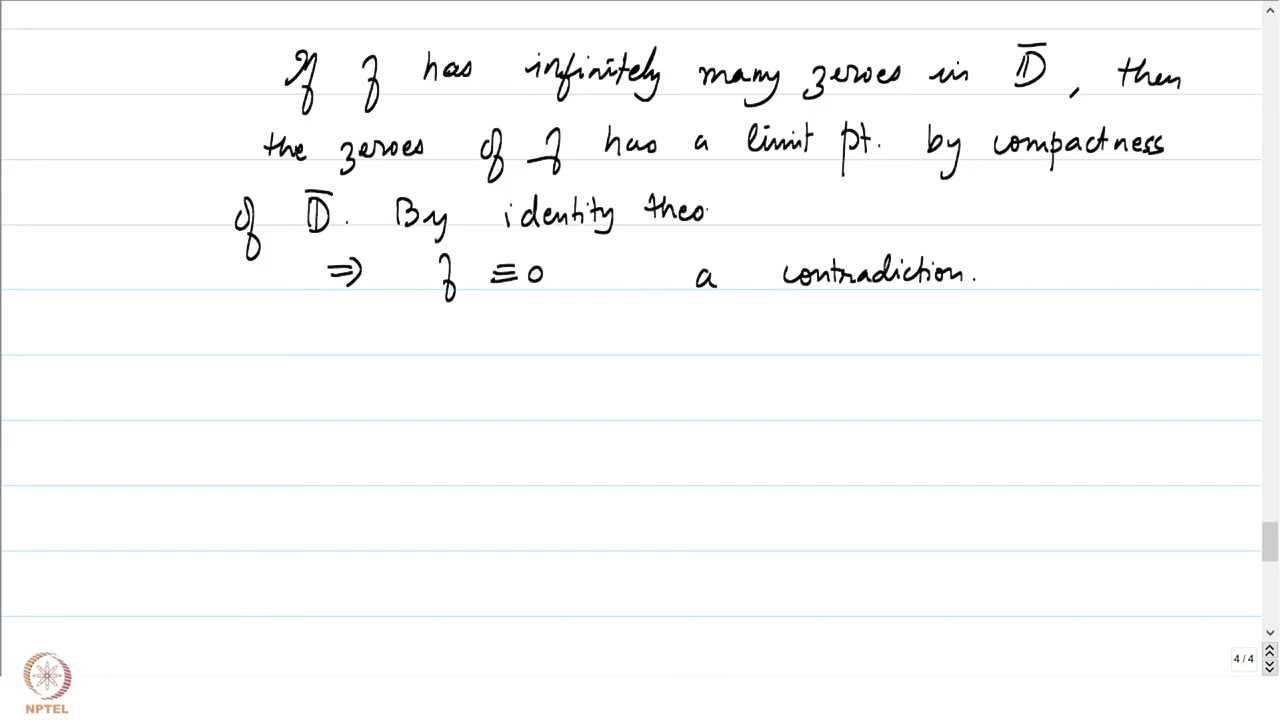 If f has infinitely many zeroes in D̅, then
the zeroes of f has a limit pt. by compactness
of D̅. By identity theo
⇒ f ≡ 0 a contradiction.
4 / 4
NPTEL